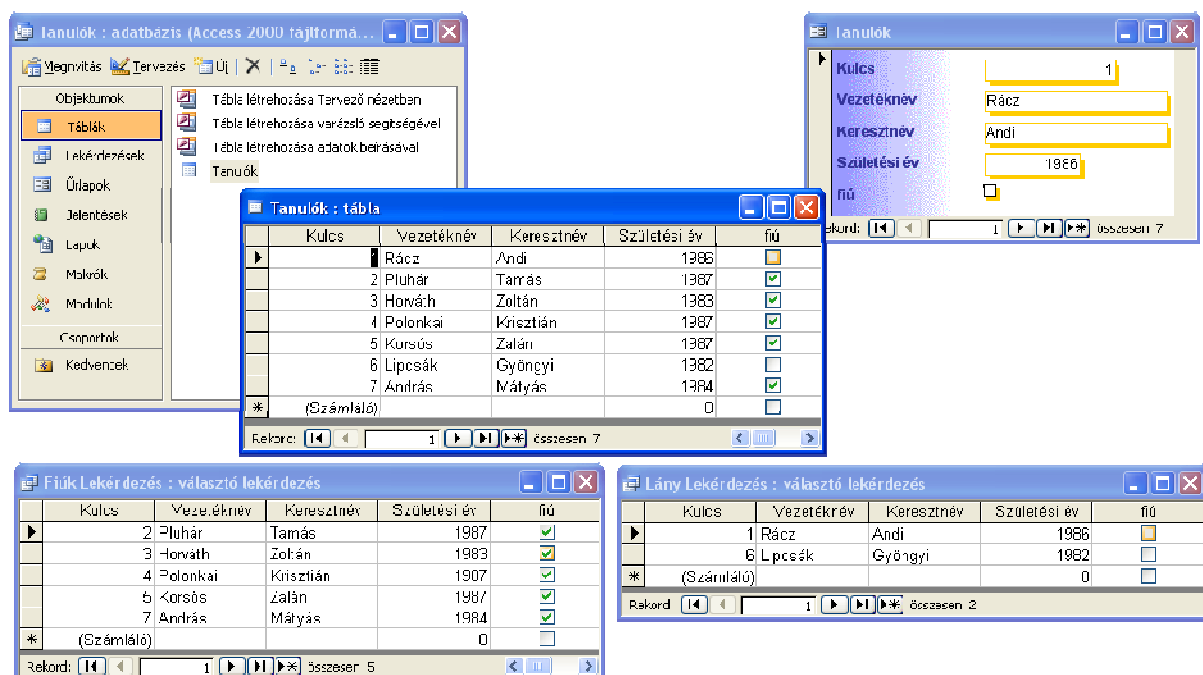 Tanulók : adatbázis (Access 2000 fájlformá...
Megnyitás Tervezés Új
Objektumok
Táblák
Lekérdezések
Űrlapok
Jelentések
Lapok
Makrók
Modulok
Csoportok
Kedvencek
Tábla létrehozása Tervező nézetben
Tábla létrehozása varázsló segítségével
Tábla létrehozása adatok beírásával
Tanulók
Tanulók
Kulcs 1
Vezetéknév Rácz
Keresztnév Andi
Születési év 1986
fiú
Rekord: 1 összesen 7
Tanulók : tábla
Kulcs Vezetéknév Keresztnév Születési év fiú
1 Rácz Andi 1986
2 Pluhár Tamás 1987
3 Horváth Zoltán 1983
4 Polonkai Krisztián 1987
5 Korsós Zalán 1987
6 Lipcsák Gyöngyi 1982
7 András Mátyás 1984
(Számláló) 0
Rekord: 1 összesen 7
Fiúk Lekérdezés : választó lekérdezés
Kulcs Vezetéknév Keresztnév Születési év fiú
2 Pluhár Tamás 1987
3 Horváth Zoltán 1983
4 Polonkai Krisztián 1987
5 Korsós Zalán 1987
7 András Mátyás 1984
(Számláló) 0
Rekord: 1 összesen 5
Lány Lekérdezés : választó lekérdezés
Kulcs Vezetéknév Keresztnév Születési év fiú
1 Rácz Andi 1986
6 Lipcsák Gyöngyi 1982
(Számláló) 0
Rekord 1 összesen 2